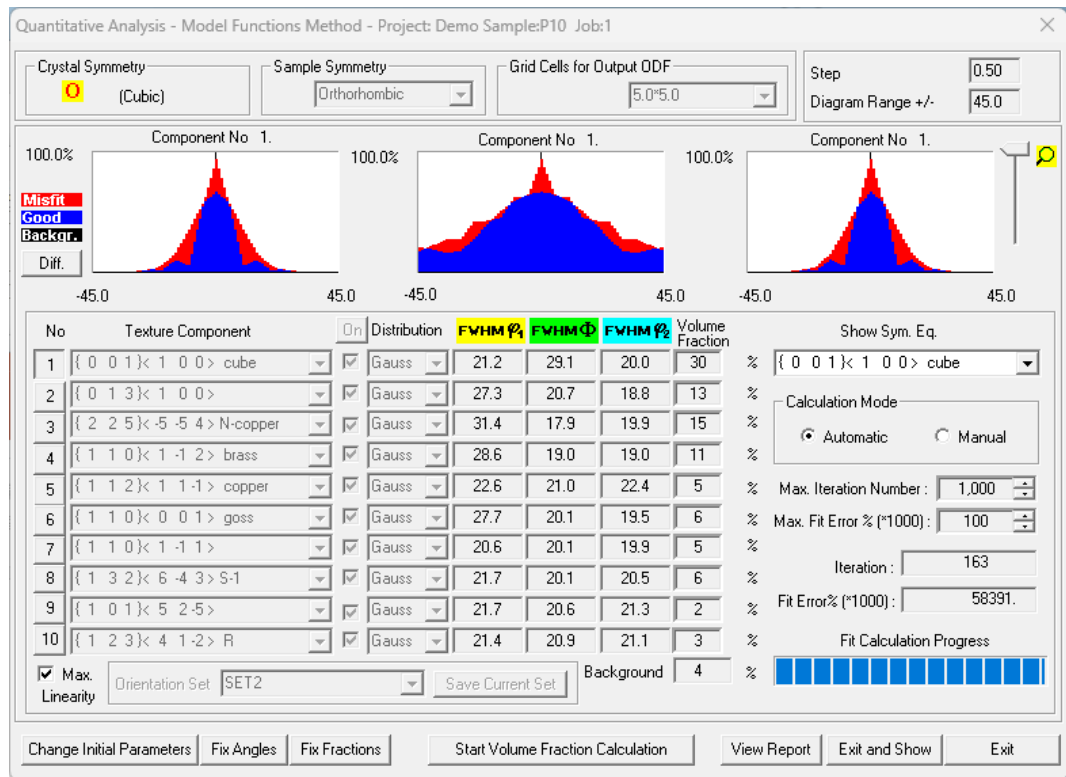 Quantitative Analysis - Model Functions Method - Project: Demo Sample:P10 Job:1
Crystal Symmetry
O (Cubic)
Sample Symmetry
Orthorhombic
Grid Cells for Output ODF
5.0*5.0
Step 0.50
Diagram Range +/- 45.0
Component No 1. Component No 1. Component No 1.
100.0% 100.0% 100.0%
Misfit
Good
Backgr.
Diff.
-45.0 45.0 -45.0 45.0 -45.0 45.0
No Texture Component On Distribution FWHM φ1 FWHM Φ FWHM φ2 Volume Fraction
1 { 0 0 1}< 1 0 0> cube Gauss 21.2 29.1 20.0 30 %
2 { 0 1 3}< 1 0 0> Gauss 27.3 20.7 18.8 13 %
3 { 2 2 5}< -5 -5 4> N-copper Gauss 31.4 17.9 19.9 15 %
4 { 1 1 0}< 1 -1 2> brass Gauss 28.6 19.0 19.0 11 %
5 { 1 1 2}< 1 1 -1> copper Gauss 22.6 21.0 22.4 5 %
6 { 1 1 0}< 0 0 1> goss Gauss 27.7 20.1 19.5 6 %
7 { 1 1 0}< 1 -1 1> Gauss 20.6 20.1 19.9 5 %
8 { 1 3 2}< 6 -4 3> S-1 Gauss 21.7 20.1 20.5 6 %
9 { 1 0 1}< 5 2 -5> Gauss 21.7 20.6 21.3 2 %
10 { 1 2 3}< 4 1 -2> R Gauss 21.4 20.9 21.1 3 %
Background 4 %
Max. Linearity
Orientation Set SET2 Save Current Set
Show Sym. Eq.
{ 0 0 1}< 1 0 0> cube
Calculation Mode
Automatic Manual
Max. Iteration Number : 1,000
Max. Fit Error % (*1000) : 100
Iteration : 163
Fit Error% (*1000) : 58391.
Fit Calculation Progress
Change Initial Parameters Fix Angles Fix Fractions Start Volume Fraction Calculation View Report Exit and Show Exit